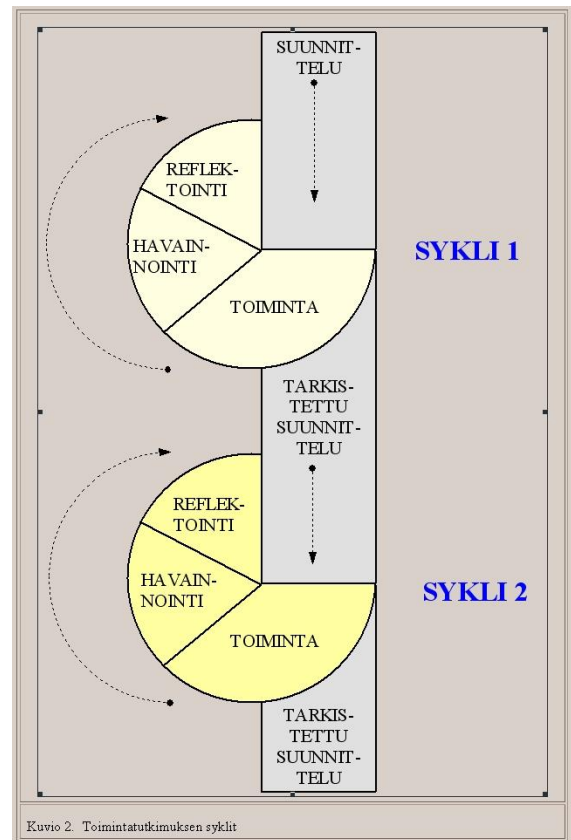 SUUNNIT-
TELU
REFLEK-
TOINTI
HAVAIN-
NOINTI
TOIMINTA
SYKLI 1
TARKIS-
TETTU
SUUNNIT-
TELU
REFLEK-
TOINTI
HAVAIN-
NOINTI
TOIMINTA
SYKLI 2
TARKIS-
TETTU
SUUNNIT-
TELU
Kuvio 2. Toimintatutkimuksen syklit